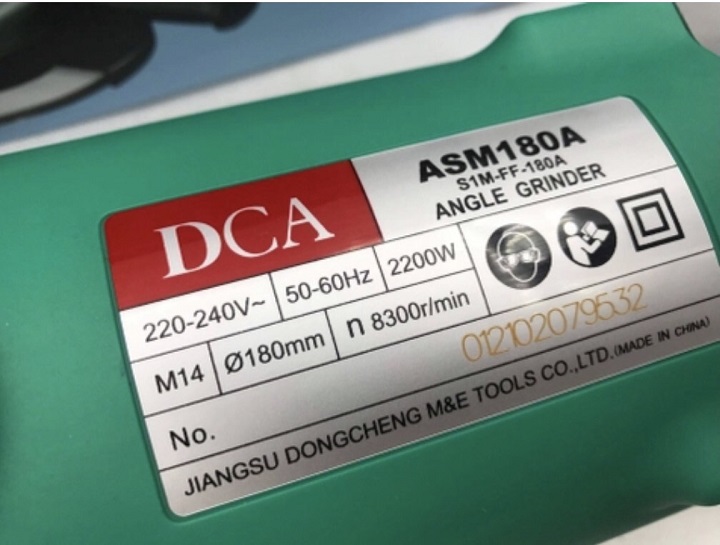 DCA
ASM180A
S1M-FF-180A
ANGLE GRINDER
220-240V~ 50-60Hz 2200W
M14 Ø180mm n 8300r/min
No. 012102079532
JIANGSU DONGCHENG M&E TOOLS CO.,LTD.(MADE IN CHINA)